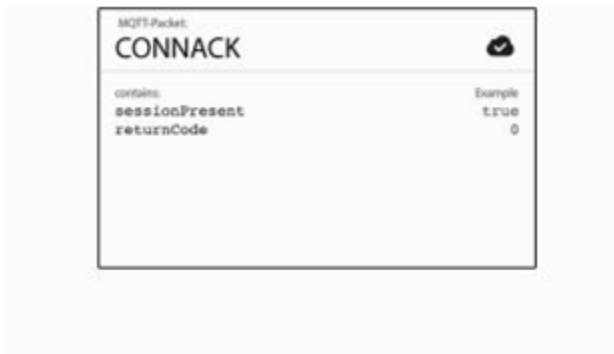 MQTT-Packet:
CONNACK
contains: Example
sessionPresent true
returnCode 0